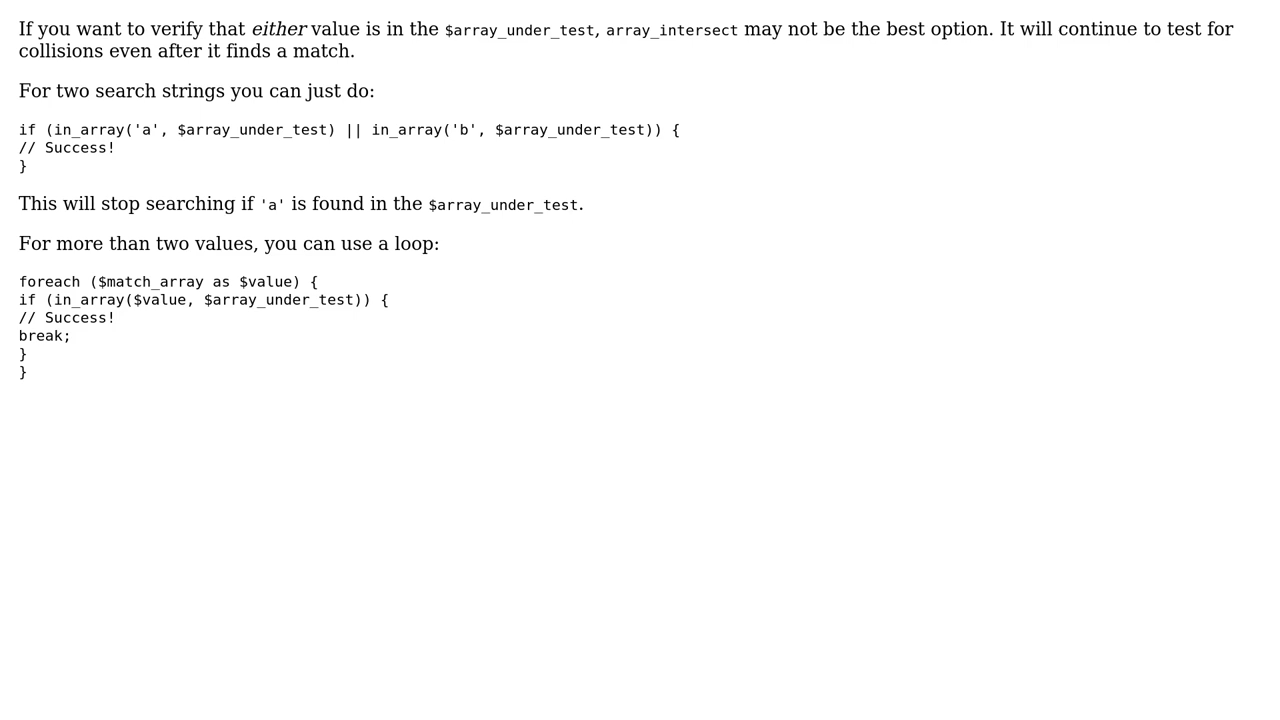 If you want to verify that either value is in the $array_under_test, array_intersect may not be the best option. It will continue to test for
collisions even after it finds a match.
For two search strings you can just do:
if (in_array('a', $array_under_test) || in_array('b', $array_under_test)) {
// Success!
}
This will stop searching if 'a' is found in the $array_under_test.
For more than two values, you can use a loop:
foreach ($match_array as $value) {
if (in_array($value, $array_under_test)) {
// Success!
break;
}
}